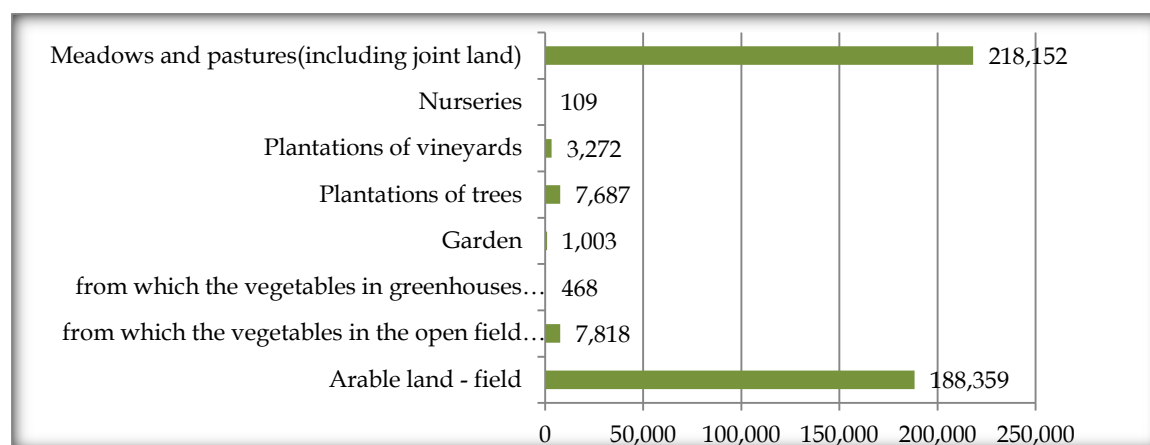 Meadows and pastures(including joint land) 218,152
Nurseries 109
Plantations of vineyards 3,272
Plantations of trees 7,687
Garden 1,003
from which the vegetables in greenhouses… 468
from which the vegetables in the open field… 7,818
Arable land - field 188,359
0 50,000 100,000 150,000 200,000 250,000